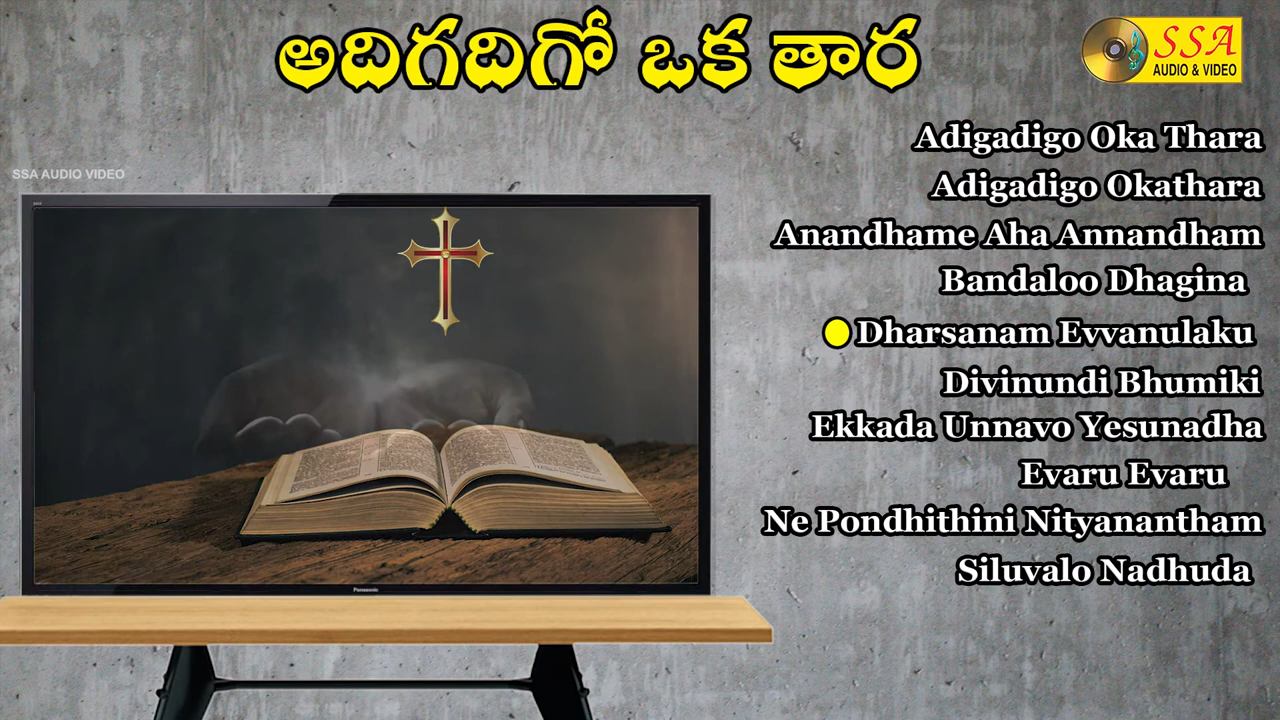 అదిగదిగో ఒక తార
SSA
AUDIO & VIDEO
Adigadigo Oka Thara
SSA AUDIO VIDEO
Adigadigo Okathara
Anandhame Aha Annandham
Bandaloo Dhagina
Dharsanam Evvanulaku
Divinundi Bhumiki
Ekkada Unnavo Yesunadha
Evaru Evaru
Ne Pondhithini Nityanantham
Siluvalo Nadhuda
Panasonic